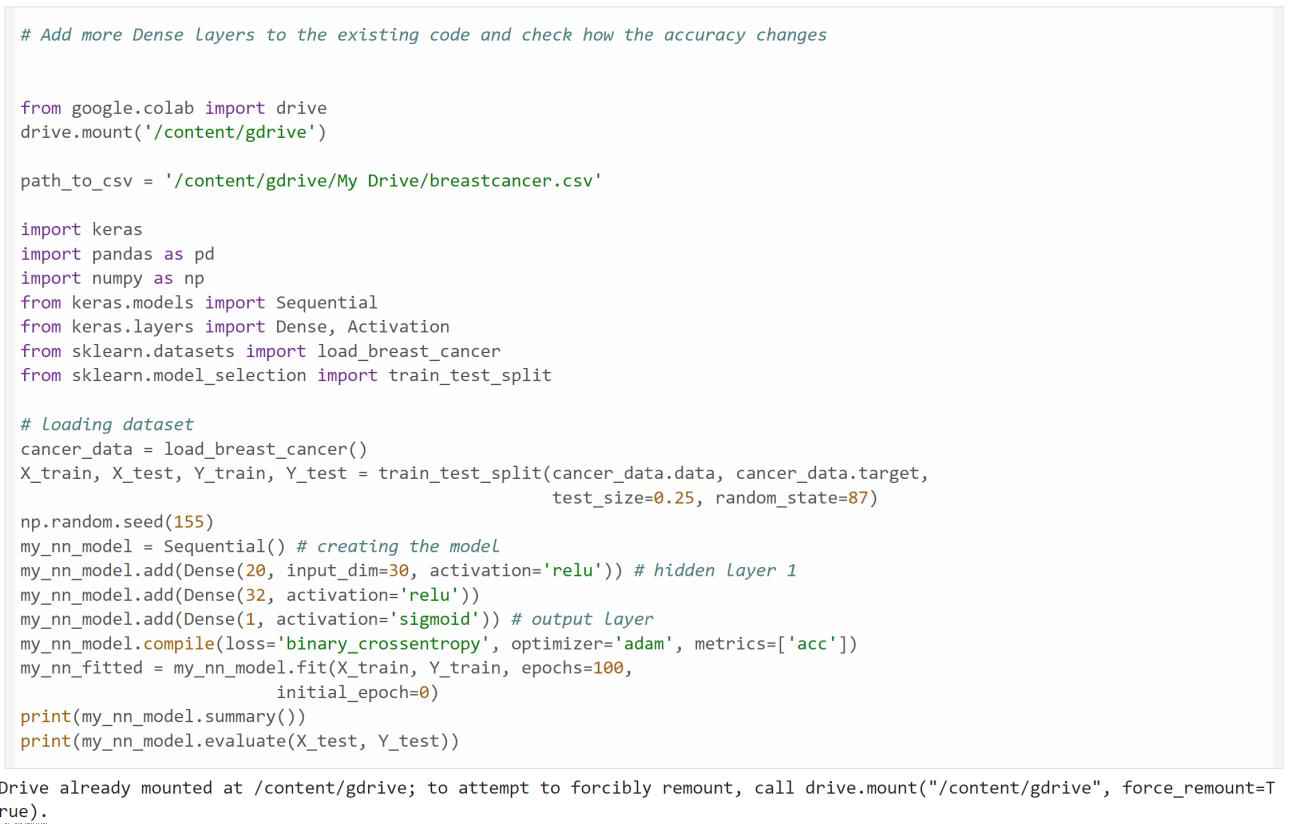 # Add more Dense layers to the existing code and check how the accuracy changes
from google.colab import drive
drive.mount('/content/gdrive')
path_to_csv = '/content/gdrive/My Drive/breastcancer.csv'
import keras
import pandas as pd
import numpy as np
from keras.models import Sequential
from keras.layers import Dense, Activation
from sklearn.datasets import load_breast_cancer
from sklearn.model_selection import train_test_split
# loading dataset
cancer_data = load_breast_cancer()
X_train, X_test, Y_train, Y_test = train_test_split(cancer_data.data, cancer_data.target,
test_size=0.25, random_state=87)
np.random.seed(155)
my_nn_model = Sequential() # creating the model
my_nn_model.add(Dense(20, input_dim=30, activation='relu')) # hidden layer 1
my_nn_model.add(Dense(32, activation='relu'))
my_nn_model.add(Dense(1, activation='sigmoid')) # output layer
my_nn_model.compile(loss='binary_crossentropy', optimizer='adam', metrics=['acc'])
my_nn_fitted = my_nn_model.fit(X_train, Y_train, epochs=100,
initial_epoch=0)
print(my_nn_model.summary())
print(my_nn_model.evaluate(X_test, Y_test))
Drive already mounted at /content/gdrive; to attempt to forcibly remount, call drive.mount("/content/gdrive", force_remount=T
rue).